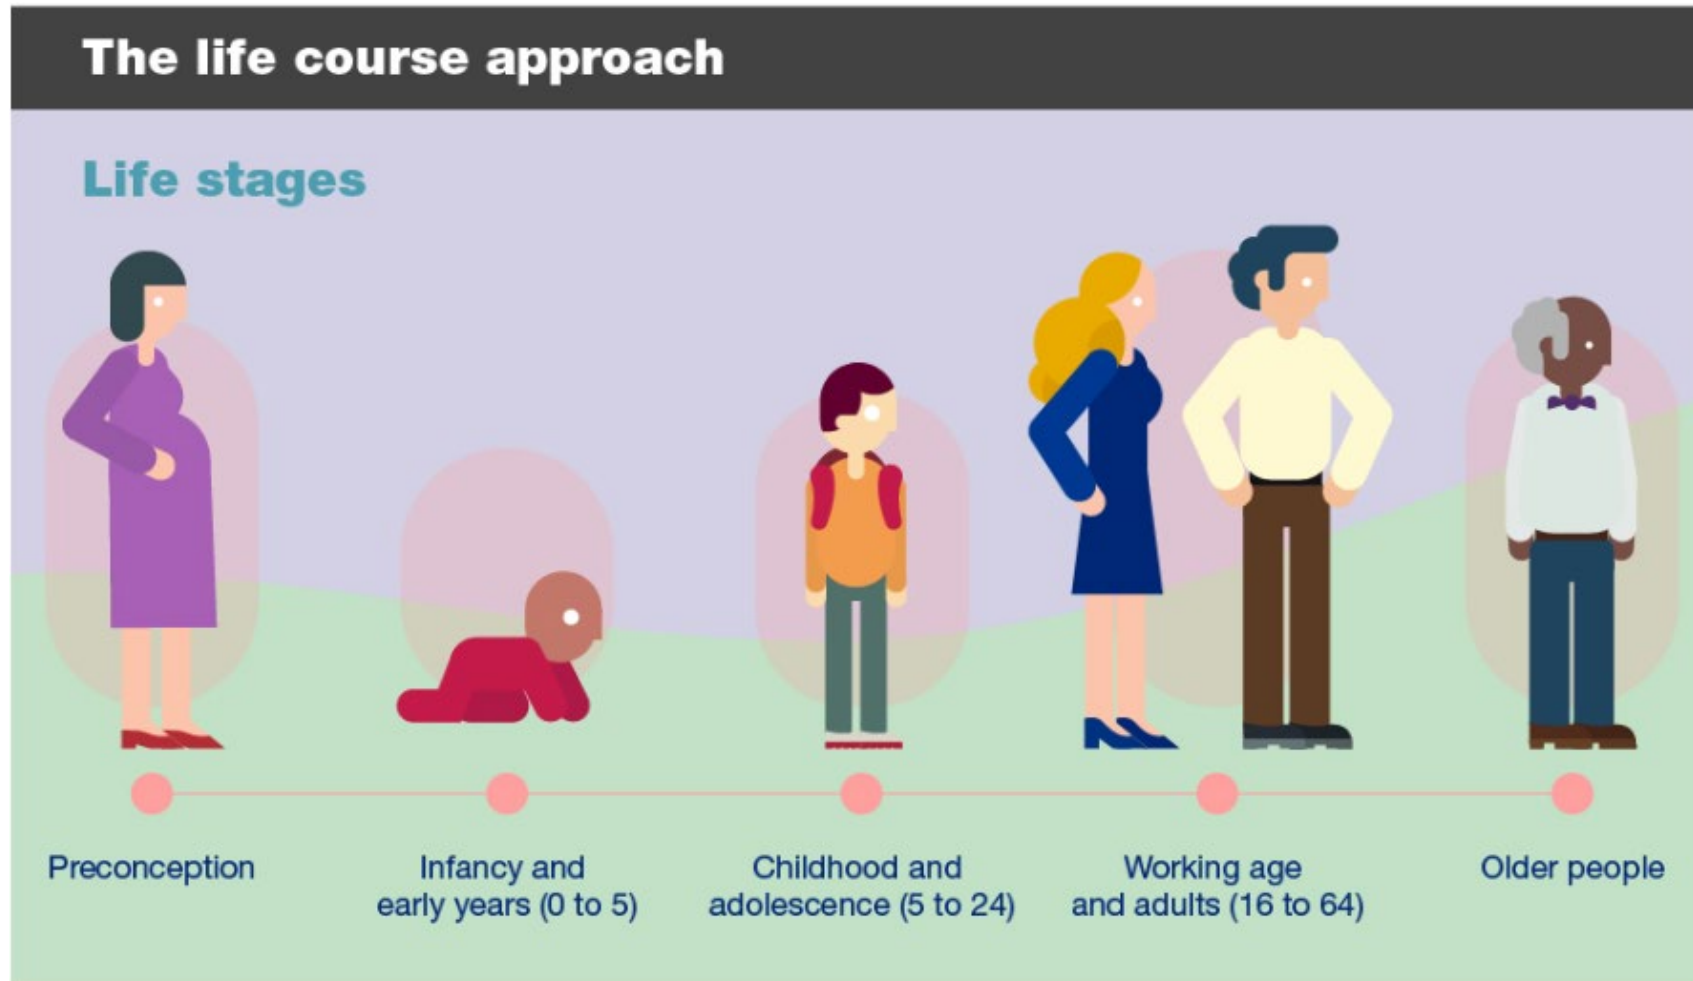 The life course approach
Life stages
Preconception
Infancy and
early years (0 to 5)
Childhood and
adolescence (5 to 24)
Working age
and adults (16 to 64)
Older people